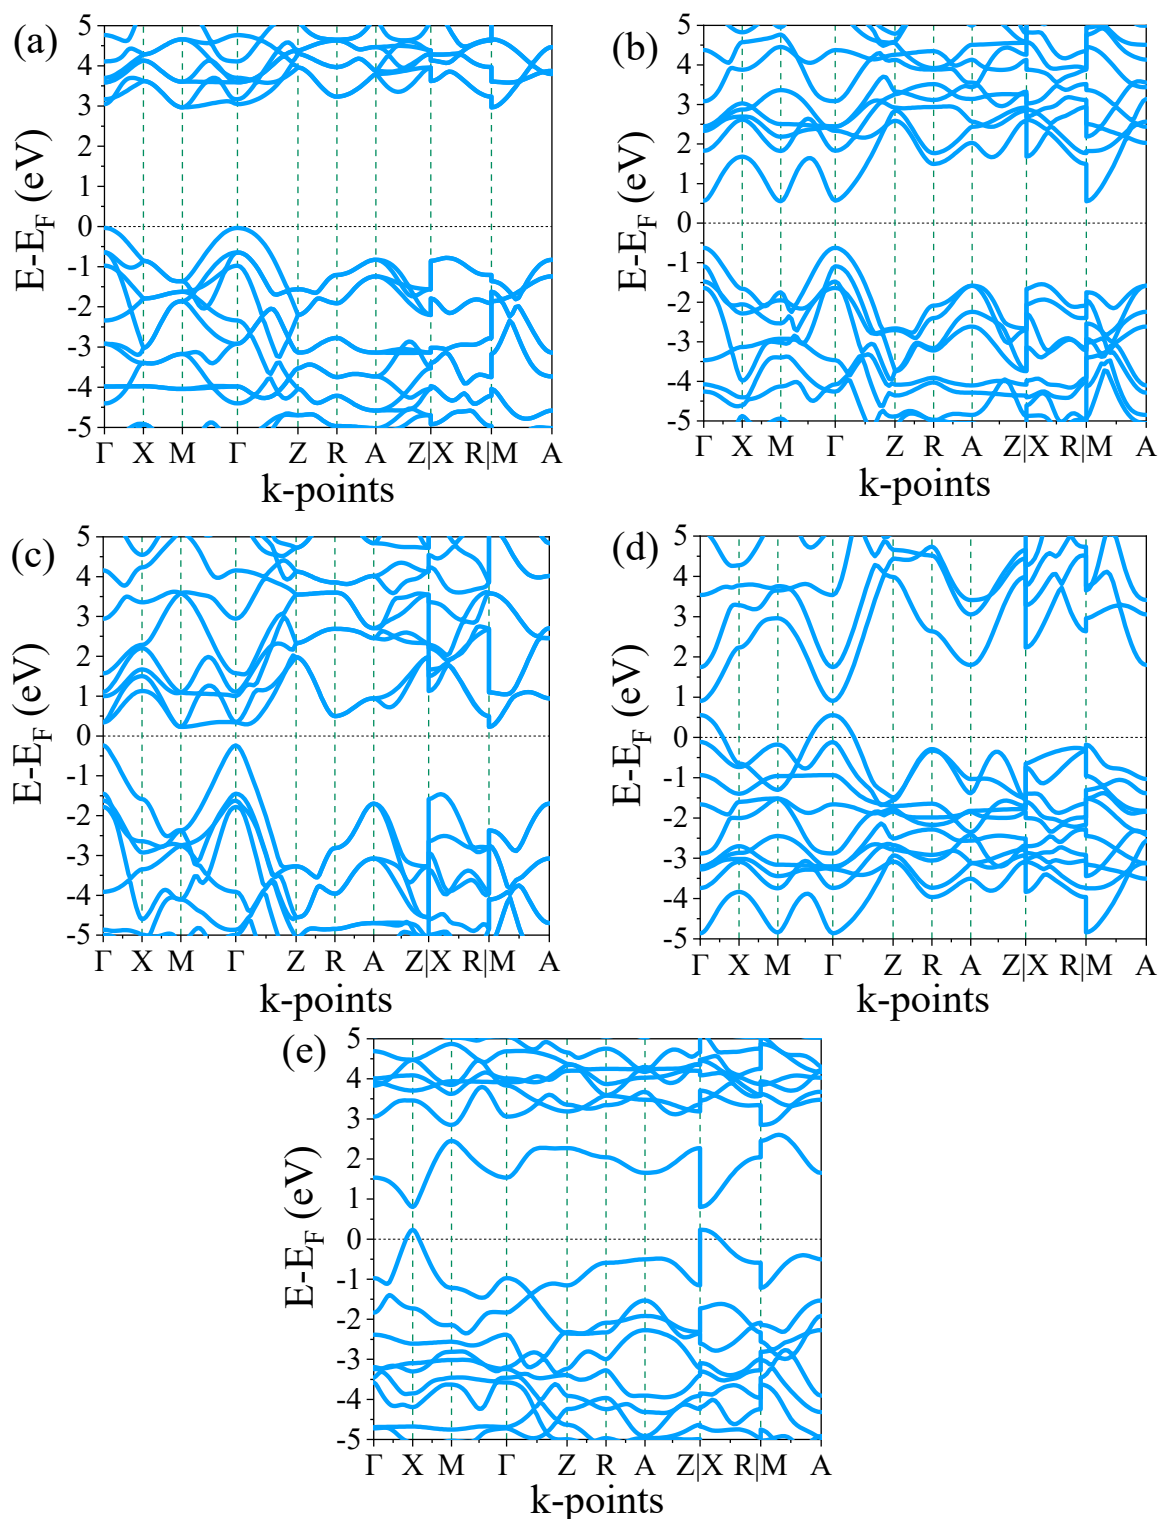 (a)
5
4
3
2
1
0
-1
-2
-3
-4
-5
E-E_F (eV)
Γ X M Γ Z R A Z|X R|M A
k-points
(b)
5
4
3
2
1
0
-1
-2
-3
-4
-5
E-E_F (eV)
Γ X M Γ Z R A Z|X R|M A
k-points
(c)
5
4
3
2
1
0
-1
-2
-3
-4
-5
E-E_F (eV)
Γ X M Γ Z R A Z|X R|M A
k-points
(d)
5
4
3
2
1
0
-1
-2
-3
-4
-5
E-E_F (eV)
Γ X M Γ Z R A Z|X R|M A
k-points
(e)
5
4
3
2
1
0
-1
-2
-3
-4
-5
E-E_F (eV)
Γ X M Γ Z R A Z|X R|M A
k-points